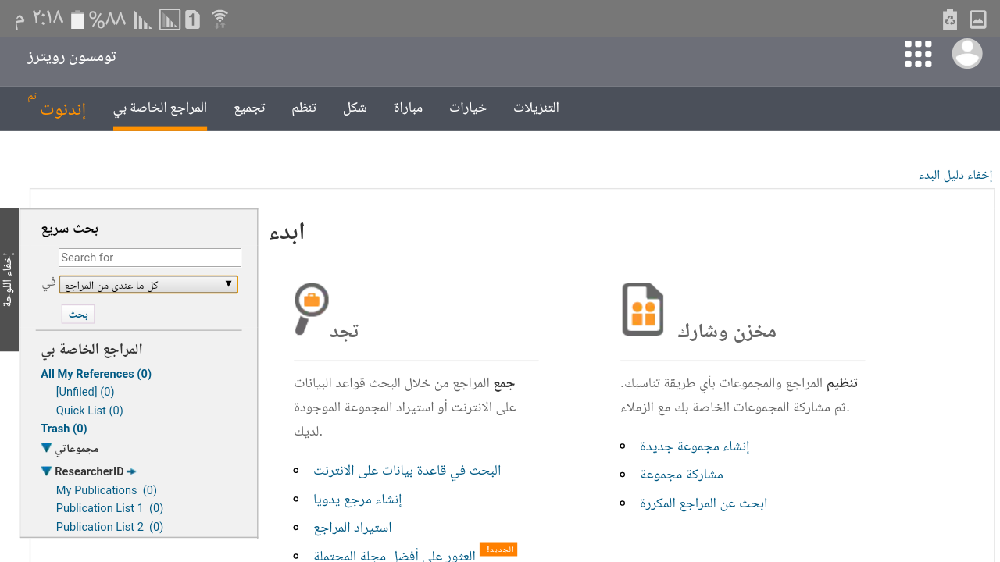 م ٢:١٨ %٨٨ 1
تومسون رويترز
إندنوت تم المراجع الخاصة بي تجميع تنظم شكل مباراة خيارات التنزيلات
إخفاء دليل البدء
إخفاء اللوحة
بحث سريع
Search for
في كل ما عندي من المراجع
بحث
المراجع الخاصة بي
All My References (0)
[Unfiled] (0)
Quick List (0)
Trash (0)
مجموعاتي
ResearcherID
My Publications (0)
Publication List 1 (0)
Publication List 2 (0)
ابدء
تجد
جمع المراجع من خلال البحث قواعد البيانات
على الانترنت أو استيراد المجموعة الموجودة
لديك.
البحث في قاعدة بيانات على الانترنت
إنشاء مرجع يدويا
استيراد المراجع
العثور على أفضل مجلة المحتملة الجديد!
مخزن وشارك
تنظيم المراجع والمجموعات بأي طريقة تناسبك.
ثم مشاركة المجموعات الخاصة بك مع الزملاء.
إنشاء مجموعة جديدة
مشاركة مجموعة
ابحث عن المراجع المكررة